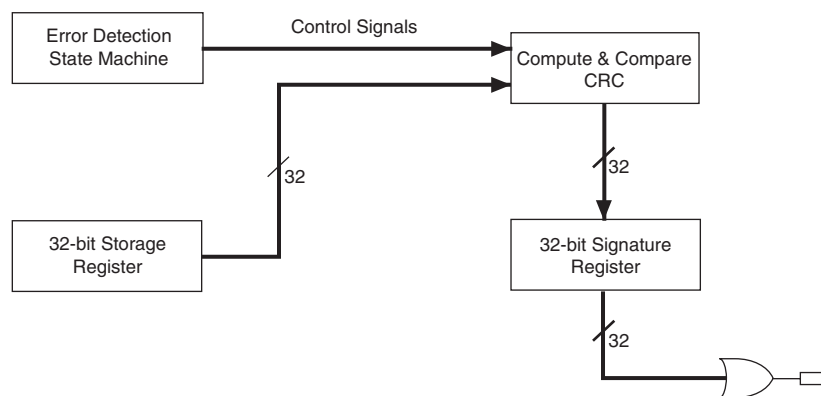 Error Detection
State Machine
Control Signals
Compute & Compare
CRC
32
32
32-bit Storage
Register
32-bit Signature
Register
32